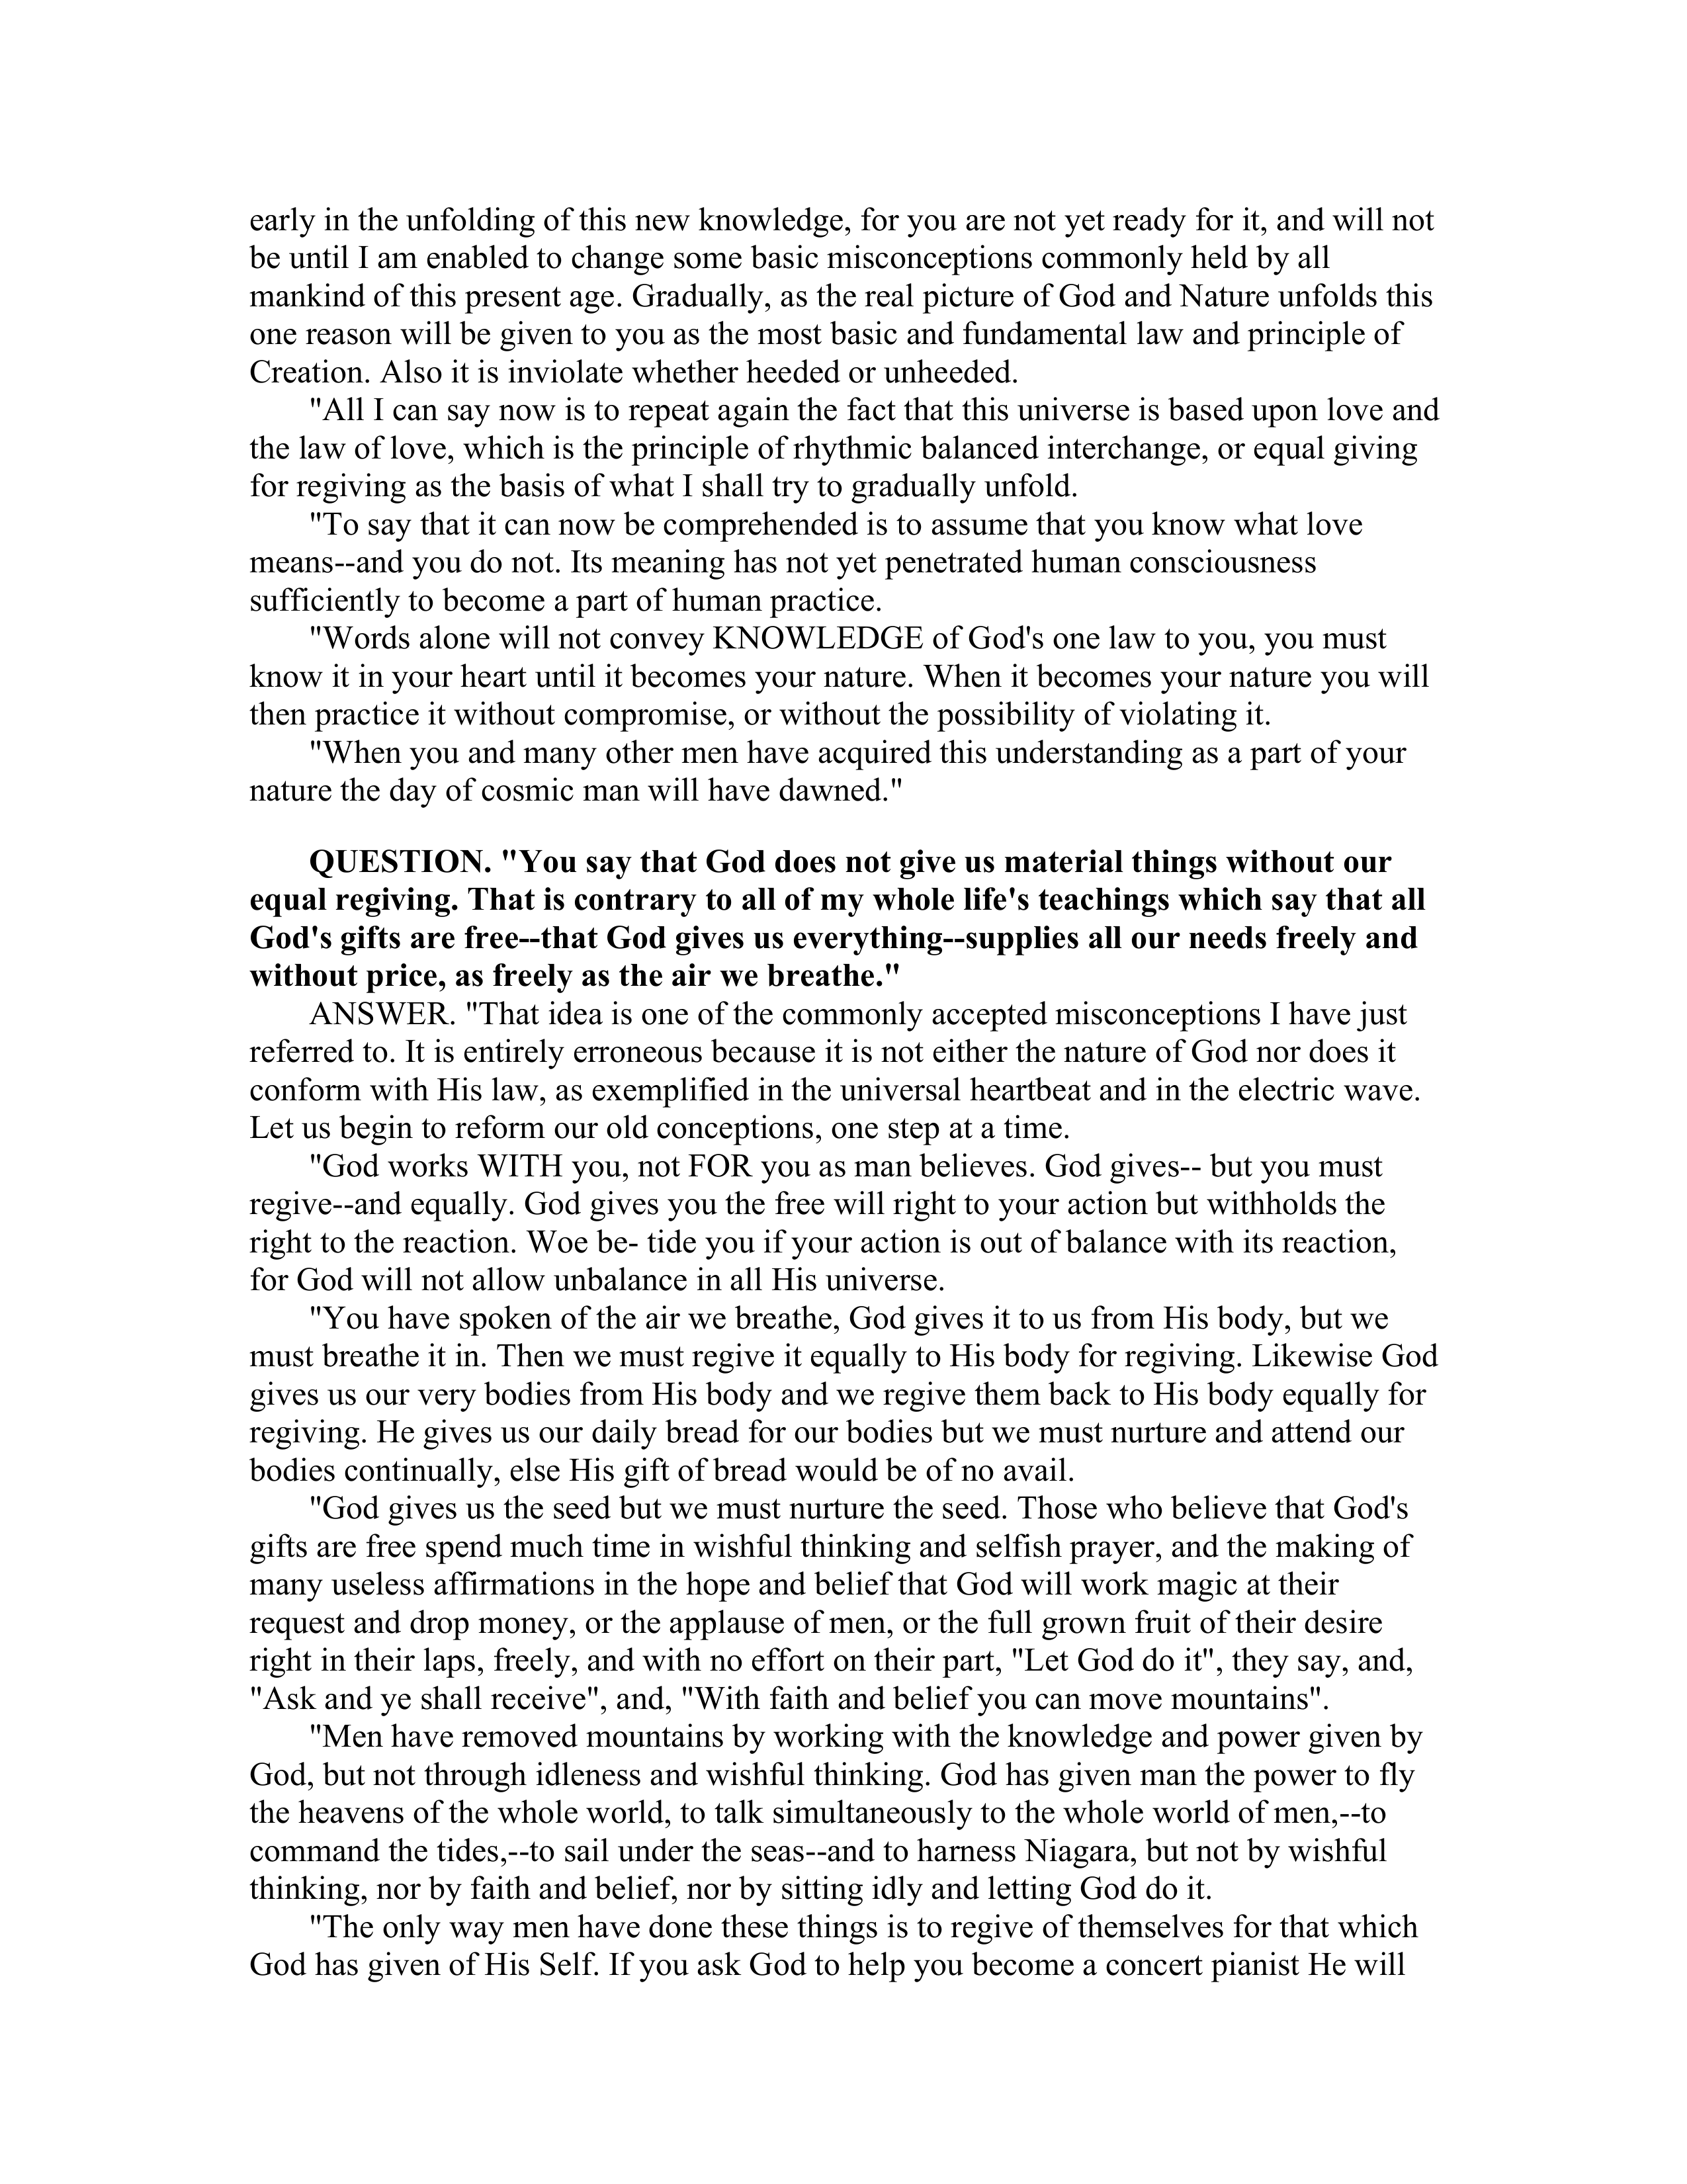 early in the unfolding of this new knowledge, for you are not yet ready for it, and will not
be until I am enabled to change some basic misconceptions commonly held by all
mankind of this present age. Gradually, as the real picture of God and Nature unfolds this
one reason will be given to you as the most basic and fundamental law and principle of
Creation. Also it is inviolate whether heeded or unheeded.
"All I can say now is to repeat again the fact that this universe is based upon love and
the law of love, which is the principle of rhythmic balanced interchange, or equal giving
for regiving as the basis of what I shall try to gradually unfold.
"To say that it can now be comprehended is to assume that you know what love
means--and you do not. Its meaning has not yet penetrated human consciousness
sufficiently to become a part of human practice.
"Words alone will not convey KNOWLEDGE of God's one law to you, you must
know it in your heart until it becomes your nature. When it becomes your nature you will
then practice it without compromise, or without the possibility of violating it.
"When you and many other men have acquired this understanding as a part of your
nature the day of cosmic man will have dawned."
QUESTION. "You say that God does not give us material things without our
equal regiving. That is contrary to all of my whole life's teachings which say that all
God's gifts are free--that God gives us everything--supplies all our needs freely and
without price, as freely as the air we breathe."
ANSWER. "That idea is one of the commonly accepted misconceptions I have just
referred to. It is entirely erroneous because it is not either the nature of God nor does it
conform with His law, as exemplified in the universal heartbeat and in the electric wave.
Let us begin to reform our old conceptions, one step at a time.
"God works WITH you, not FOR you as man believes. God gives-- but you must
regive--and equally. God gives you the free will right to your action but withholds the
right to the reaction. Woe be- tide you if your action is out of balance with its reaction,
for God will not allow unbalance in all His universe.
"You have spoken of the air we breathe, God gives it to us from His body, but we
must breathe it in. Then we must regive it equally to His body for regiving. Likewise God
gives us our very bodies from His body and we regive them back to His body equally for
regiving. He gives us our daily bread for our bodies but we must nurture and attend our
bodies continually, else His gift of bread would be of no avail.
"God gives us the seed but we must nurture the seed. Those who believe that God's
gifts are free spend much time in wishful thinking and selfish prayer, and the making of
many useless affirmations in the hope and belief that God will work magic at their
request and drop money, or the applause of men, or the full grown fruit of their desire
right in their laps, freely, and with no effort on their part, "Let God do it", they say, and,
"Ask and ye shall receive", and, "With faith and belief you can move mountains".
"Men have removed mountains by working with the knowledge and power given by
God, but not through idleness and wishful thinking. God has given man the power to fly
the heavens of the whole world, to talk simultaneously to the whole world of men,--to
command the tides,--to sail under the seas--and to harness Niagara, but not by wishful
thinking, nor by faith and belief, nor by sitting idly and letting God do it.
"The only way men have done these things is to regive of themselves for that which
God has given of His Self. If you ask God to help you become a concert pianist He will